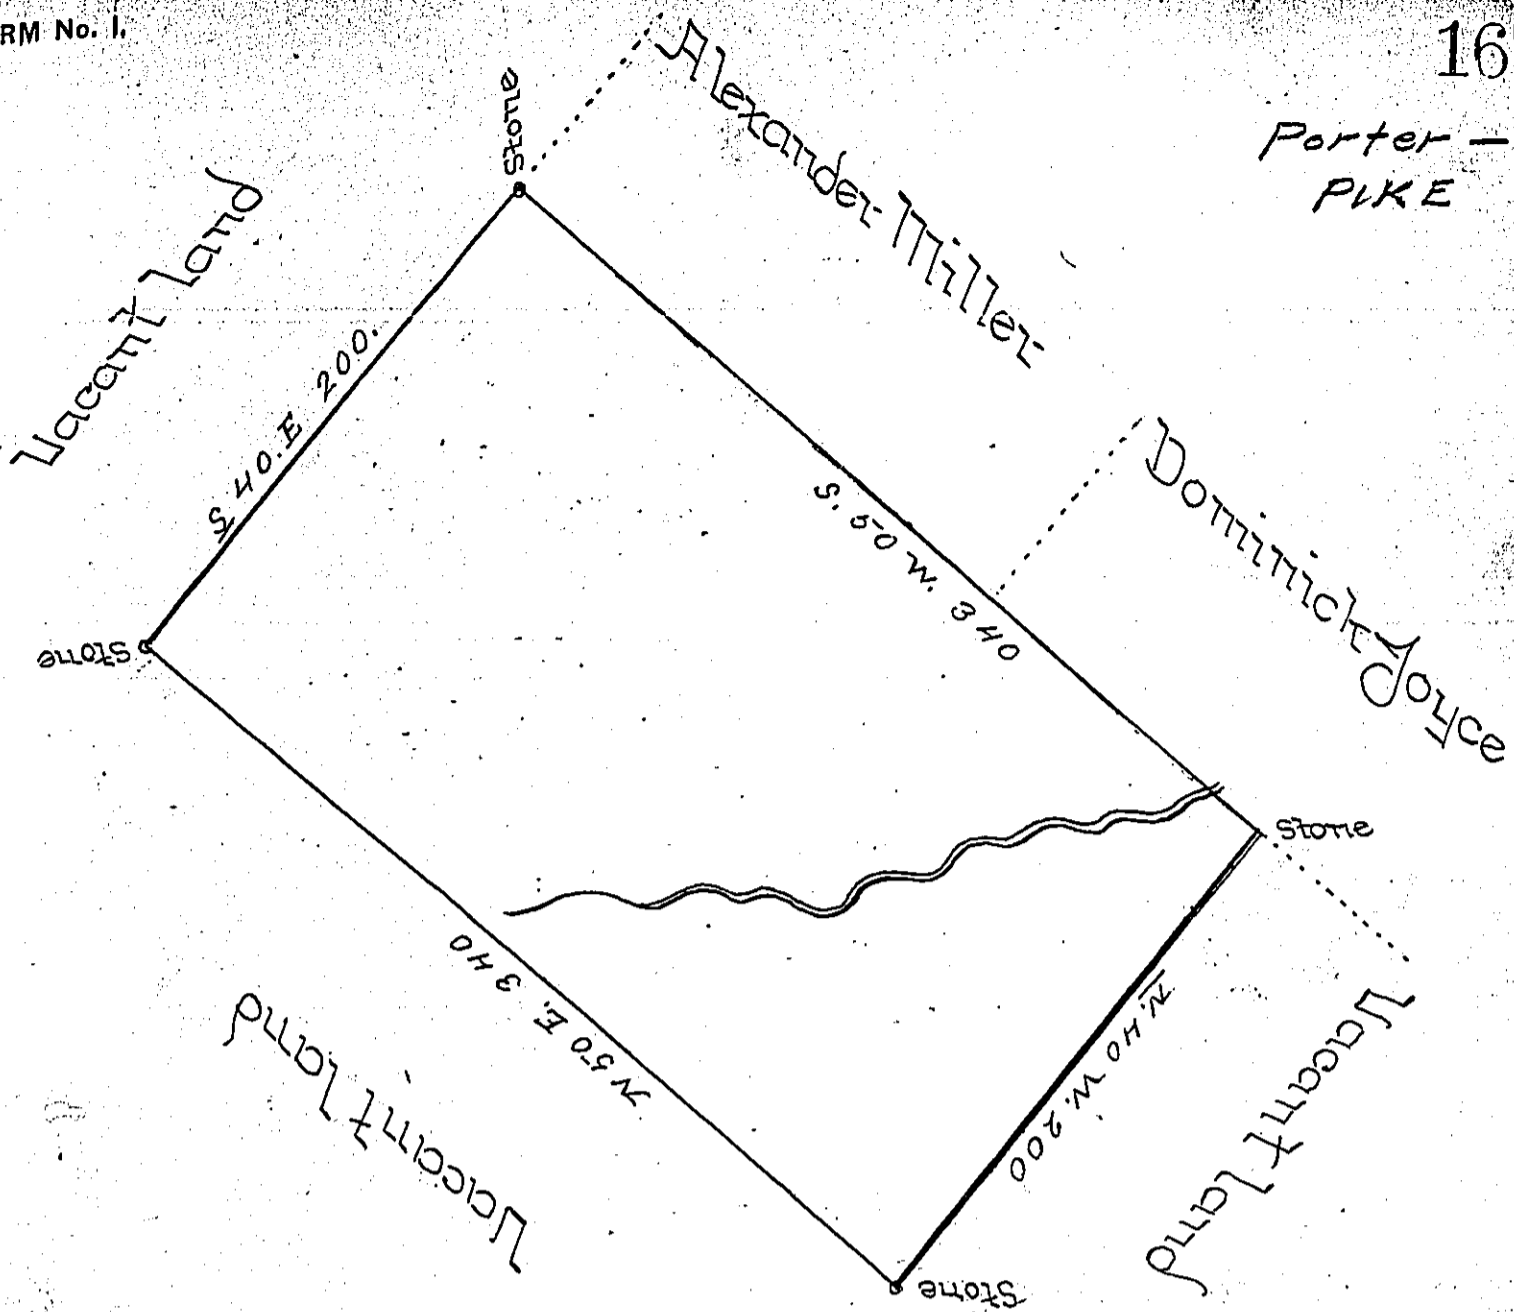 RM No. 1.
16
Porter —
PIKE
Stone
Alexander Miller
Vacant land
S 40. E 200.
S. 50 W. 340
Dominick Joyce
Stone
Stone
N. 40 W. 200
Vacant land
N 50 E. 340
Vacant land
Stone